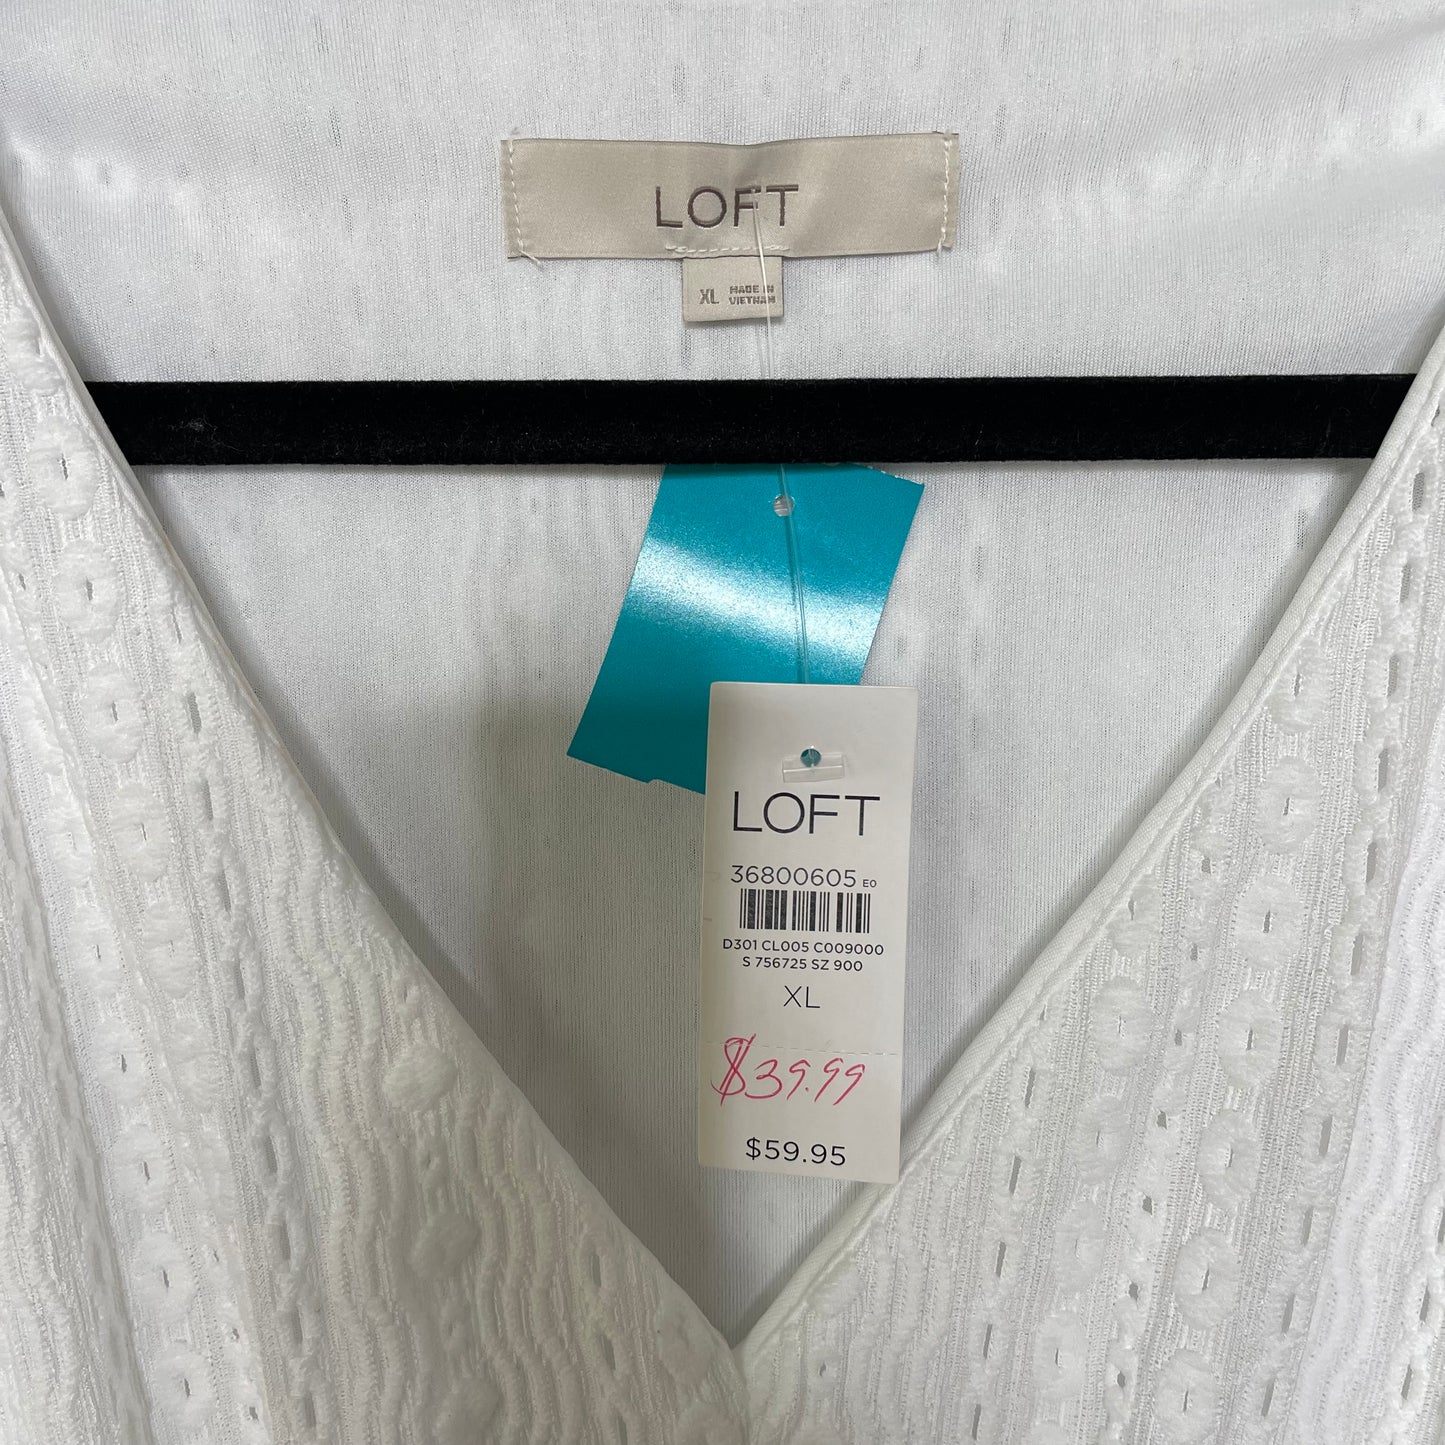 LOFT
XL MADE IN
VIETNAM
LOFT
36800605 E0
D301 CL005 C009000
S 756725 SZ 900
XL
$39.99
$59.95